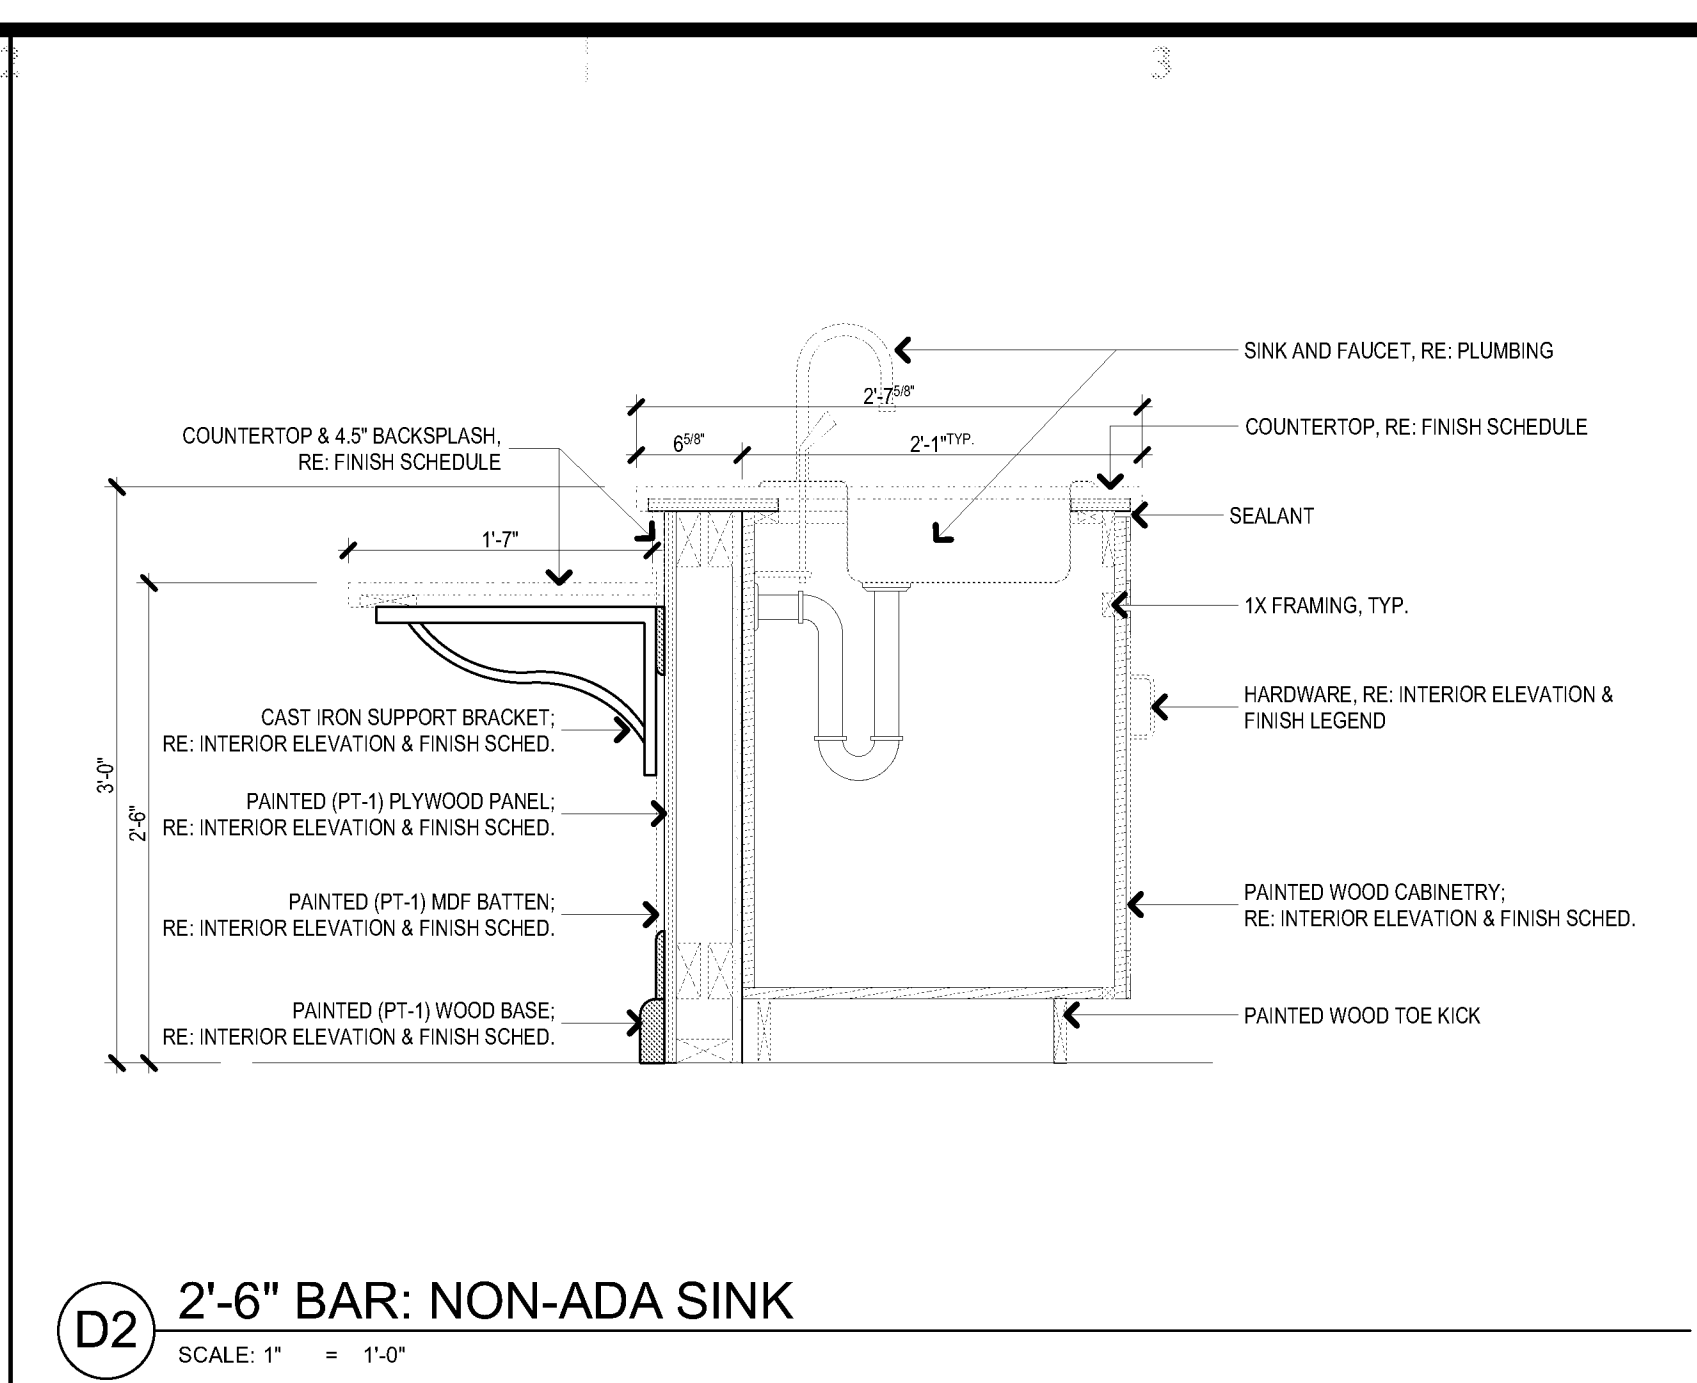 2
3
SINK AND FAUCET, RE: PLUMBING
2'-7 5/8"
COUNTERTOP & 4.5" BACKSPLASH,
RE: FINISH SCHEDULE
6 5/8"
2'-1" TYP.
COUNTERTOP, RE: FINISH SCHEDULE
SEALANT
1'-7"
1X FRAMING, TYP.
HARDWARE, RE: INTERIOR ELEVATION &
FINISH LEGEND
CAST IRON SUPPORT BRACKET;
RE: INTERIOR ELEVATION & FINISH SCHED.
3'-0"
2'-6"
PAINTED (PT-1) PLYWOOD PANEL;
RE: INTERIOR ELEVATION & FINISH SCHED.
PAINTED (PT-1) MDF BATTEN;
RE: INTERIOR ELEVATION & FINISH SCHED.
PAINTED WOOD CABINETRY;
RE: INTERIOR ELEVATION & FINISH SCHED.
PAINTED (PT-1) WOOD BASE;
RE: INTERIOR ELEVATION & FINISH SCHED.
PAINTED WOOD TOE KICK
D2
2'-6" BAR: NON-ADA SINK
SCALE: 1" = 1'-0"